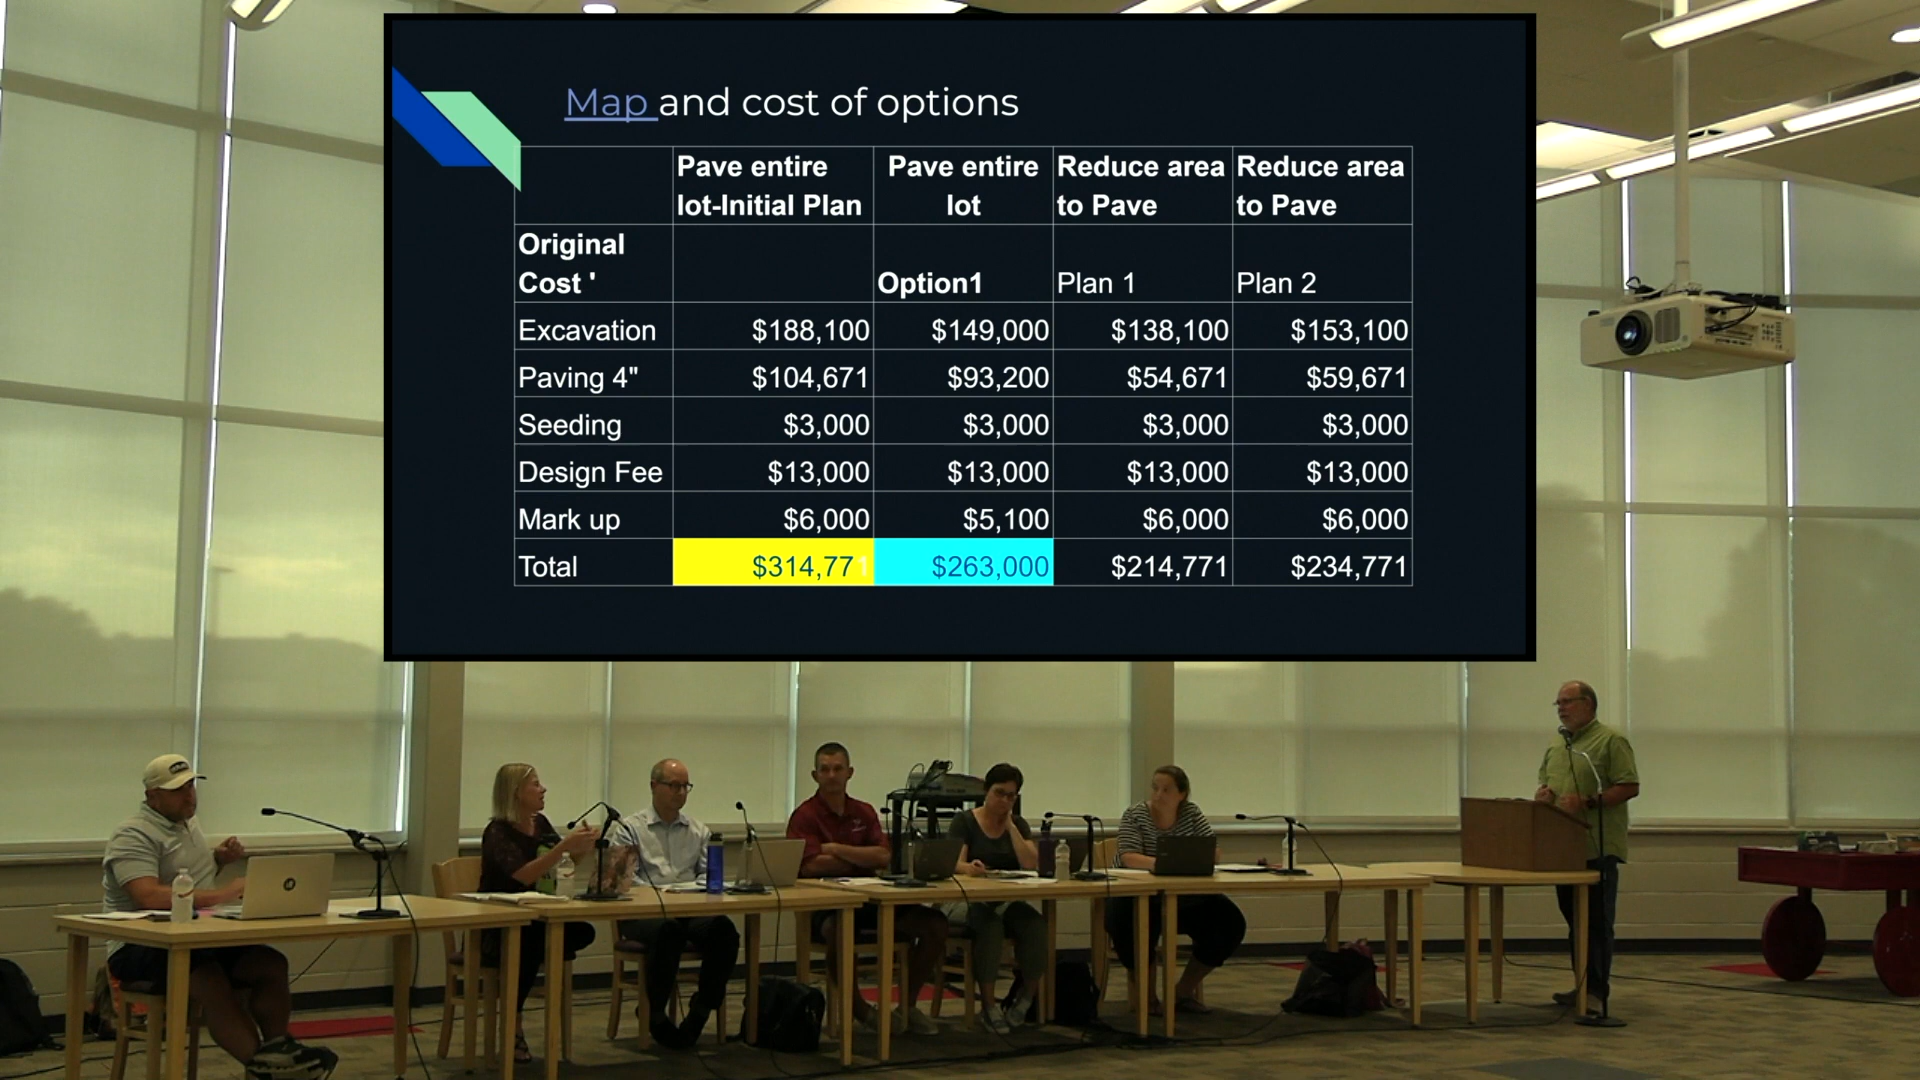 Map and cost of options
Pave entire lot-Initial Plan Pave entire lot Reduce area to Pave Reduce area to Pave
Original Cost ' Option1 Plan 1 Plan 2
Excavation $188,100 $149,000 $138,100 $153,100
Paving 4" $104,671 $93,200 $54,671 $59,671
Seeding $3,000 $3,000 $3,000 $3,000
Design Fee $13,000 $13,000 $13,000 $13,000
Mark up $6,000 $5,100 $6,000 $6,000
Total $314,771 $263,000 $214,771 $234,771